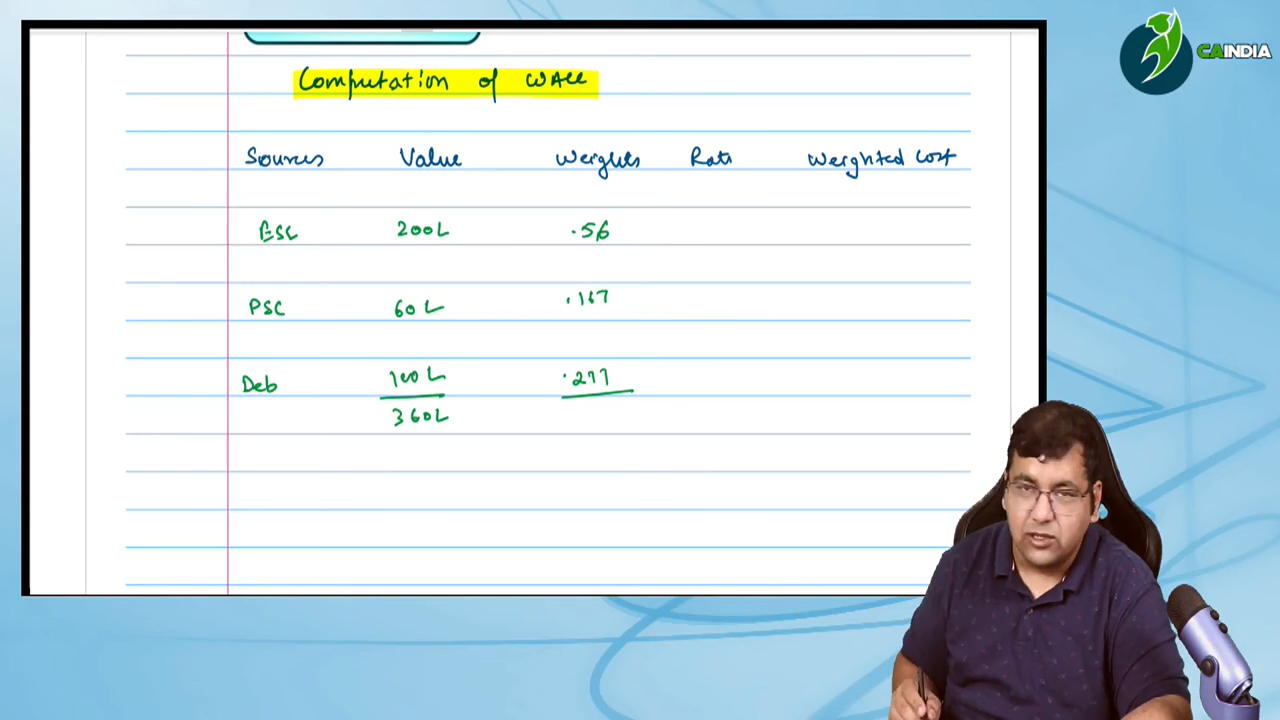 CAINDIA
Computation of WACC
Sources Value Weights Rate Weighted Cost
ESC 200L .56
PSC 60L .167
Deb 100L .277
360L